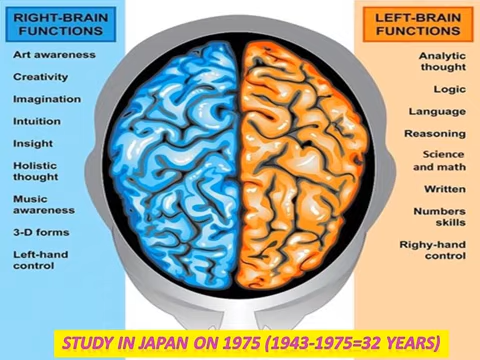 RIGHT-BRAIN
FUNCTIONS
Art awareness
Creativity
Imagination
Intuition
Insight
Holistic
thought
Music
awareness
3-D forms
Left-hand
control
LEFT-BRAIN
FUNCTIONS
Analytic
thought
Logic
Language
Reasoning
Science
and math
Written
Numbers
skills
Righy-hand
control
STUDY IN JAPAN ON 1975 (1943-1975=32 YEARS)